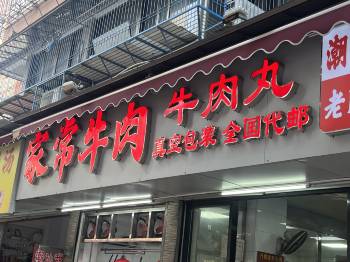 家常牛肉
牛肉丸
真空包装 全国代邮
潮
老